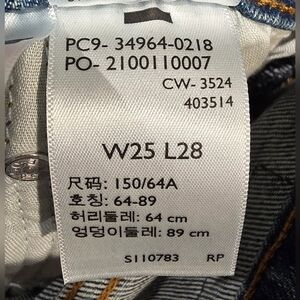 PC9- 34964-0218
PO- 2100110007
CW- 3524
403514
W25 L28
尺码: 150/64A
호칭: 64-89
허리둘레: 64 cm
엉덩이둘레: 89 cm
S110783 RP